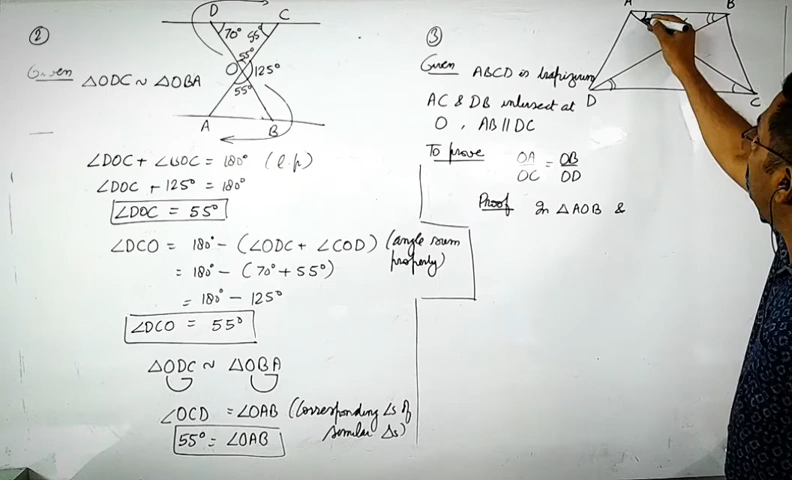 ②
D C
70° 55°
55°
O 125°
55°
A B
Given ΔODC ~ ΔOBA
∠DOC + ∠BOC = 180° (l.p)
∠DOC + 125° = 180°
∠DOC = 55°
∠DCO = 180° - (∠ODC + ∠COD) (angle sum property)
= 180° - (70° + 55°)
= 180° - 125°
∠DCO = 55°
ΔODC ~ ΔOBA
∠OCD = ∠OAB (Corresponding ∠s of similar Δs)
55° = ∠OAB
③
A B
D C
Given ABCD is trapizium
AC & DB intersect at
O , AB || DC
To prove OA/OC = OB/OD
Proof In ΔAOB &